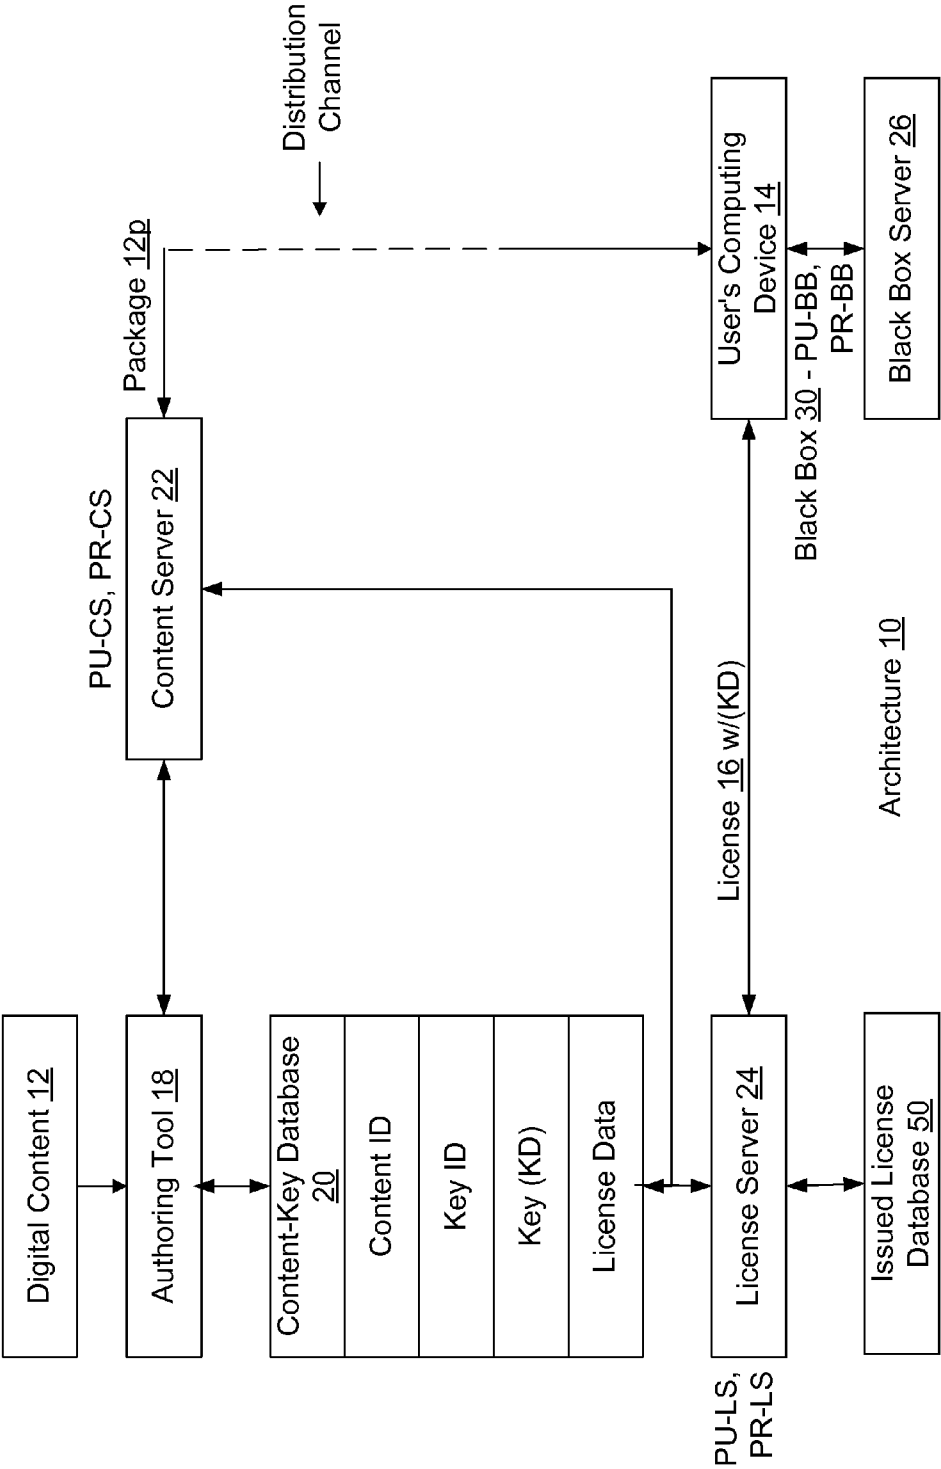 Digital Content 12
Authoring Tool 18
Content-Key Database
20
Content ID
Key ID
Key (KD)
License Data
PU-LS,
PR-LS
License Server 24
Issued License
Database 50
PU-CS, PR-CS
Content Server 22
Package 12p
Distribution
Channel
License 16 w/(KD)
User's Computing
Device 14
Black Box 30 - PU-BB,
PR-BB
Black Box Server 26
Architecture 10